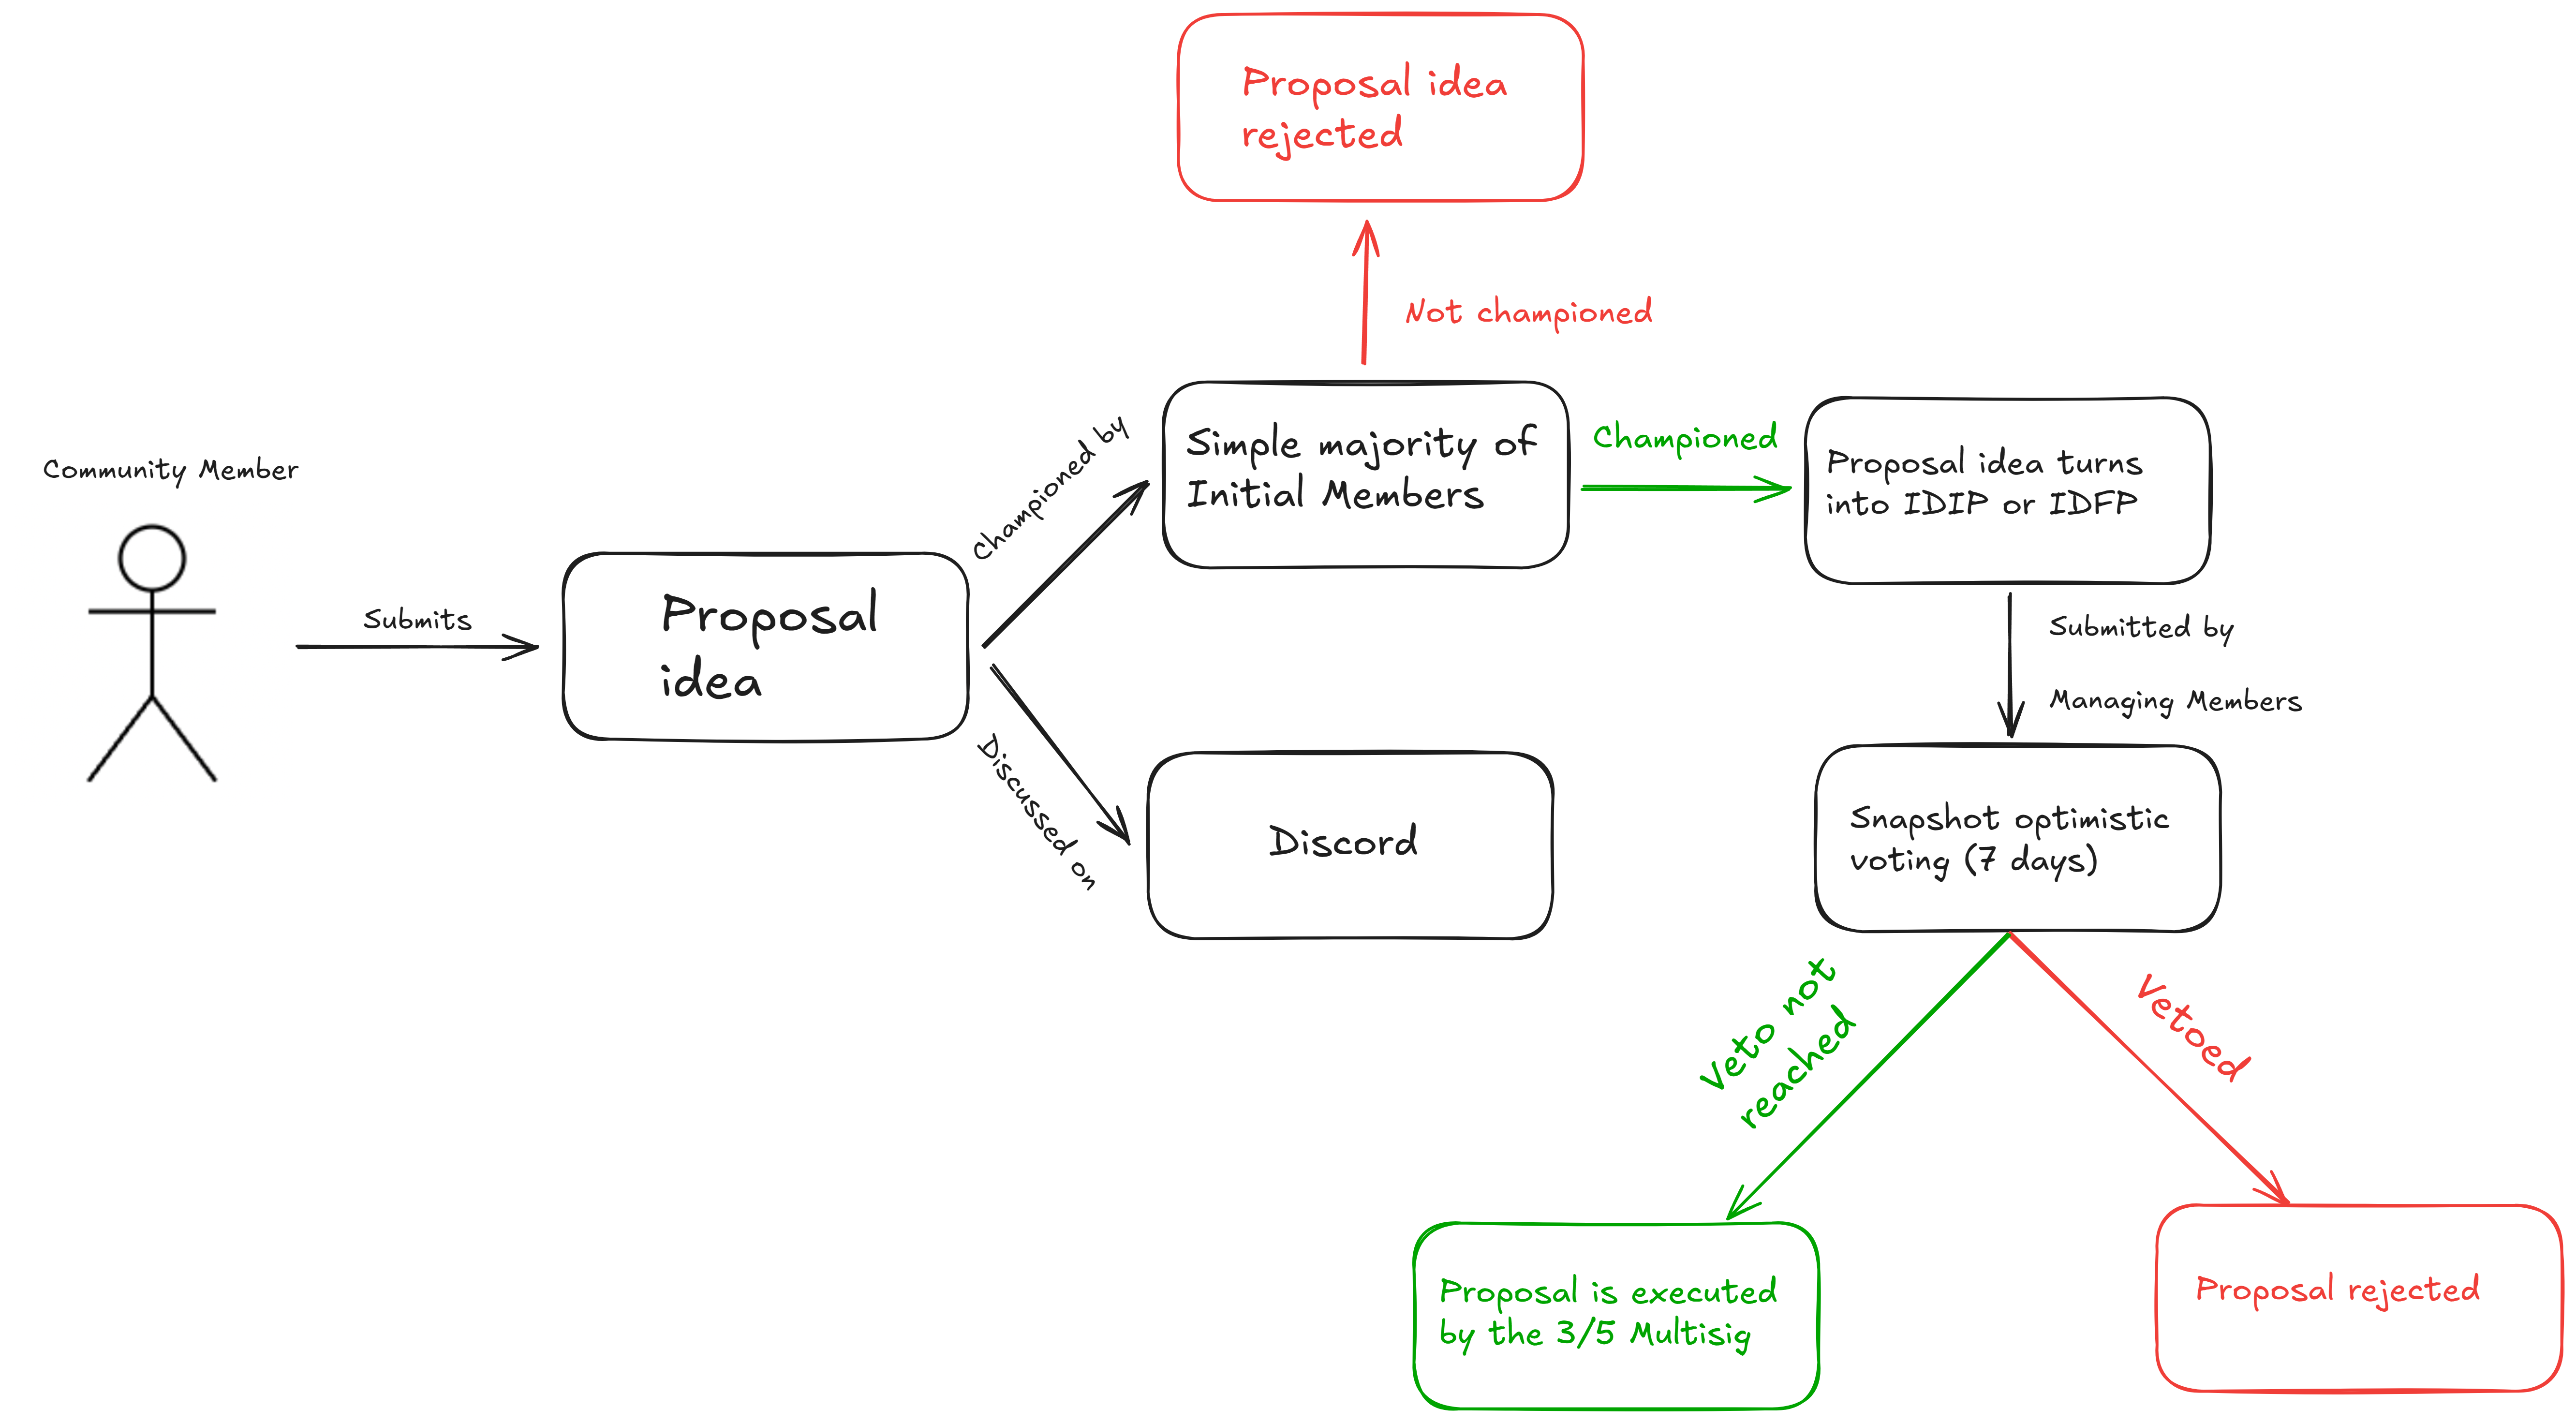 Proposal idea
rejected
Not championed
Community Member
Submits
Proposal
idea
Championed by
Simple majority of
Initial Members
Championed
Proposal idea turns
into IDIP or IDFP
Discussed on
Discord
Submitted by
Managing Members
Snapshot optimistic
voting (7 days)
Veto not
reached
Vetoed
Proposal is executed
by the 3/5 Multisig
Proposal rejected